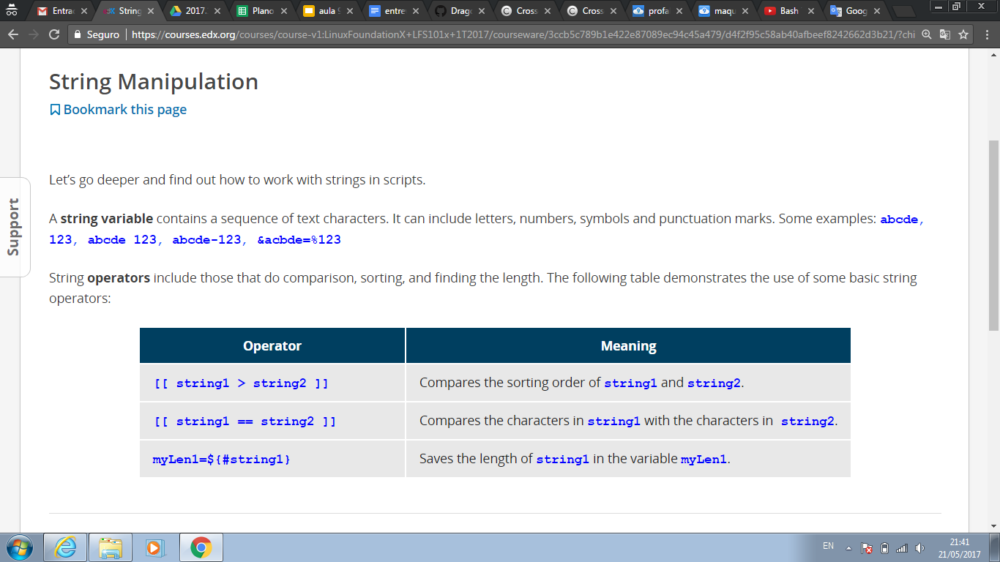 Entra
String
2017.
Plano
aula 9
entre
Drag
Cross
Cross
profa
maqu
Bash
Goog
Seguro
https://courses.edx.org/courses/course-v1:LinuxFoundationX+LFS101x+1T2017/courseware/3ccb5c789b1e422e87089ec94c45a479/d4f2f95c58ab40afbeef8242662d3b21/?chi
String Manipulation
Bookmark this page
Let’s go deeper and find out how to work with strings in scripts.
A string variable contains a sequence of text characters. It can include letters, numbers, symbols and punctuation marks. Some examples: abcde,
123, abcde 123, abcde-123, &acbde=%123
String operators include those that do comparison, sorting, and finding the length. The following table demonstrates the use of some basic string
operators:
Operator Meaning
[[ string1 > string2 ]] Compares the sorting order of string1 and string2.
[[ string1 == string2 ]] Compares the characters in string1 with the characters in string2.
myLen1=${#string1} Saves the length of string1 in the variable myLen1.
Support
EN
21:41
21/05/2017